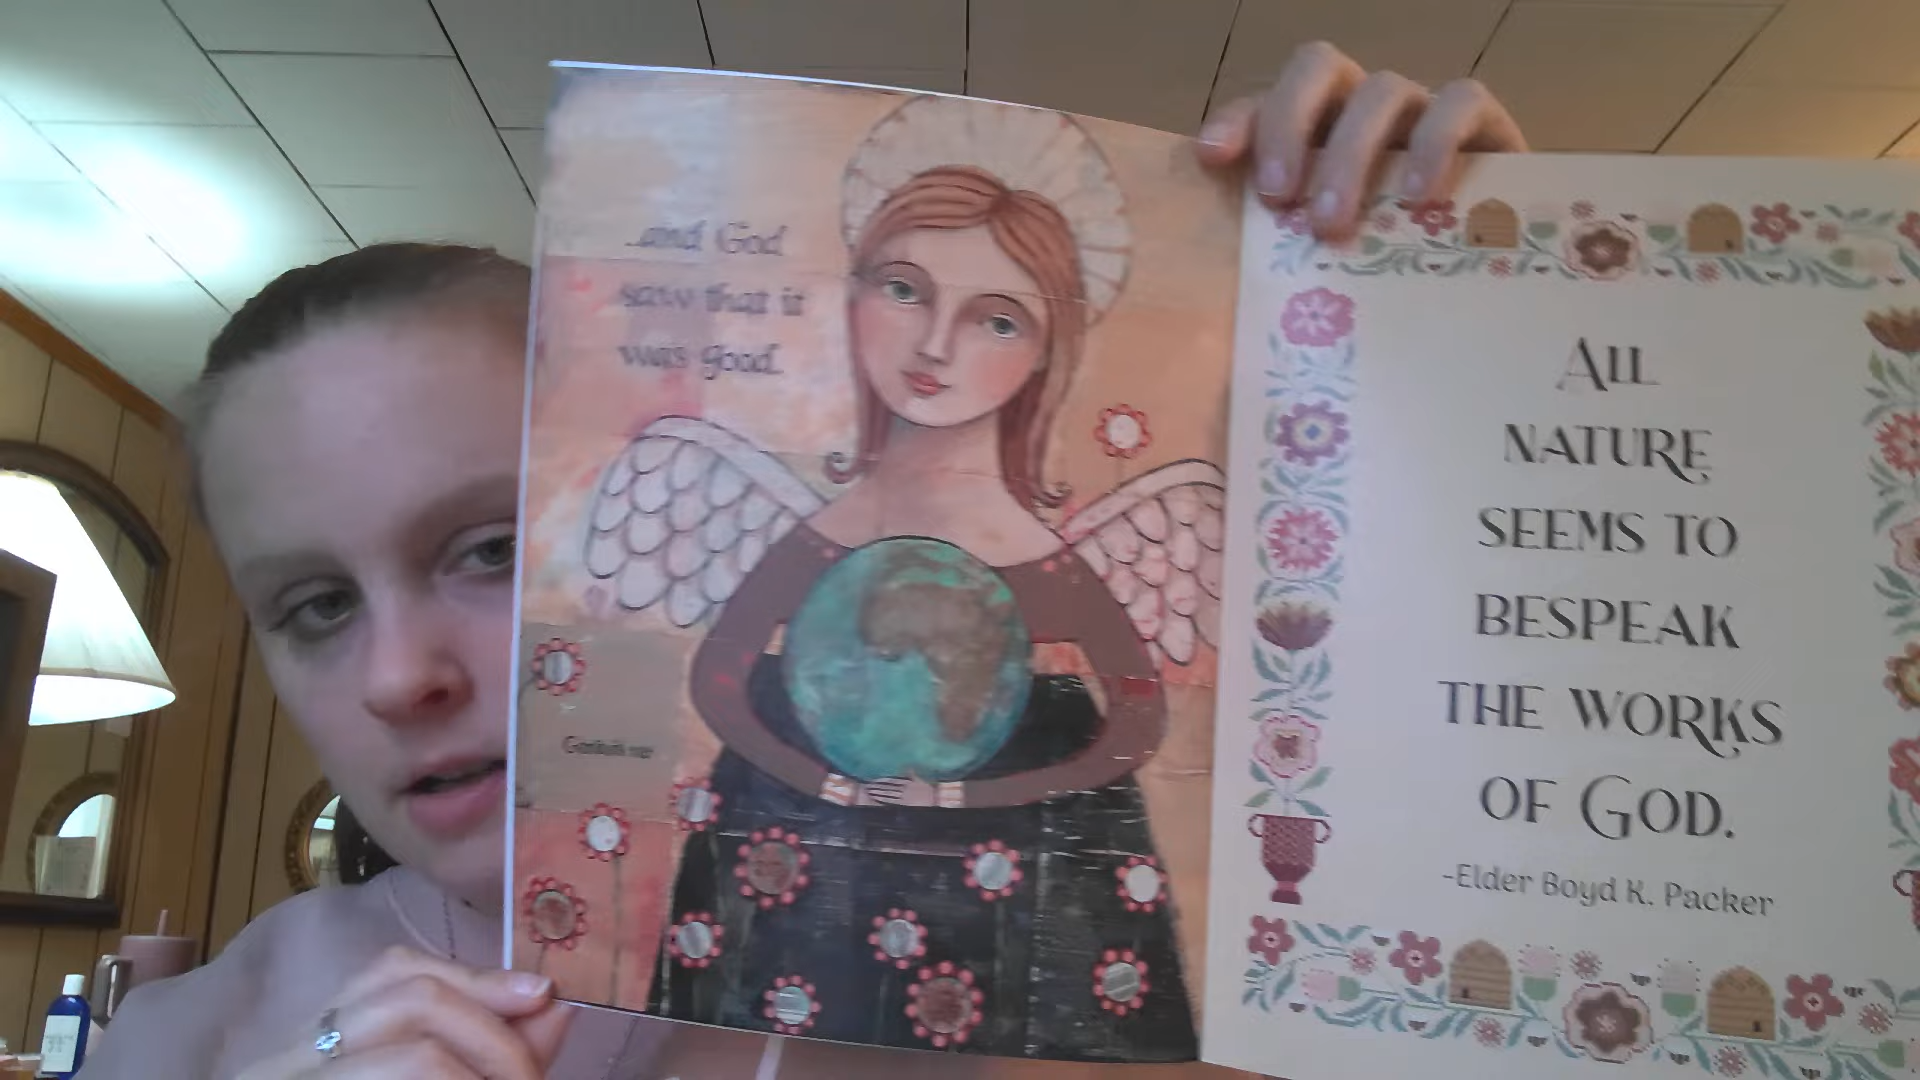 ...and God
saw that it
was good.
ALL
NATURE
SEEMS TO
BESPEAK
THE WORKS
OF GOD.
-Elder Boyd K. Packer